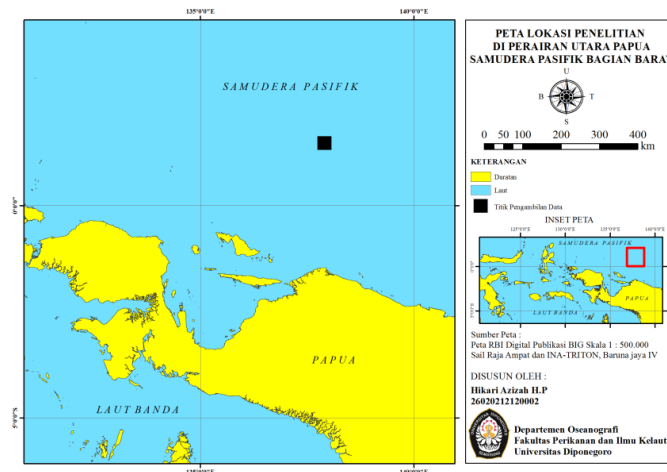 140°0'0"E
SAMUDERA PASIFIK
0°0'0"
PAPUA
LAUT BANDA
5°0'0"S
140°0'0"E
PETA LOKASI PENELITIAN
DI PERAIRAN UTARA PAPUA
SAMUDERA PASIFIK BAGIAN BARAT
U
B T
S
0 50 100 200 300 400
km
KETERANGAN
Daratan
Laut
Titik Pengambilan Data
INSET PETA
SAMUDERA PASIFIK
PAPUA
LAUT BANDA
Sumber Peta :
Peta RBI Digital Publikasi BIG Skala 1 : 500.000
Sail Raja Ampat dan INA-TRITON, Baruna jaya IV
DISUSUN OLEH :
Hikari Azizah H.P
26020212120002
Departemen Oseanografi
Fakultas Perikanan dan Ilmu Kelaut
Universitas Diponegoro